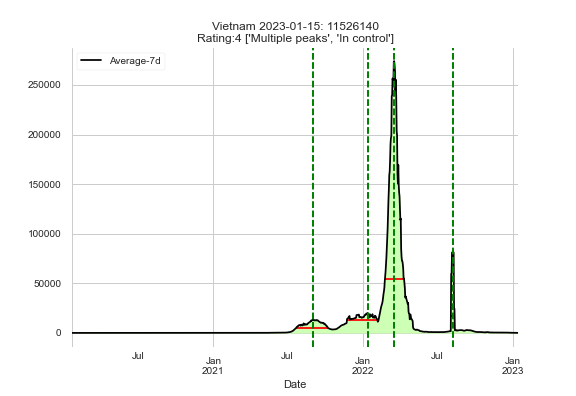 Vietnam 2023-01-15: 11526140
Rating:4 ['Multiple peaks', 'In control']
Average-7d
250000
200000
150000
100000
50000
0
Jul
Jan
2021
Jul
Jan
2022
Jul
Jan
2023
Date